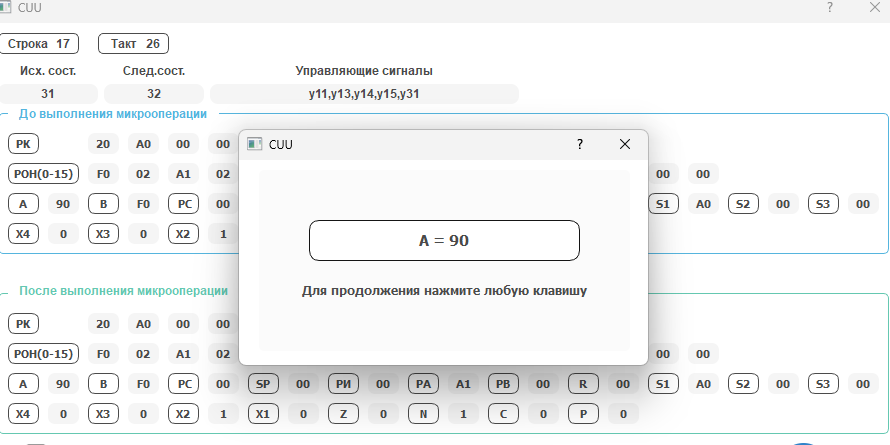 CUU ?
Строка 17 Такт 26
Исх. сост. След.сост. Управляющие сигналы
31 32 y11,y13,y14,y15,y31
До выполнения микрооперации
РК 20 A0 00 00
РОН(0-15) F0 02 A1 02 00 00
A 90 B F0 PC 00 S1 A0 S2 00 S3 00
X4 0 X3 0 X2 1
CUU ?
A = 90
Для продолжения нажмите любую клавишу
После выполнения микрооперации
РК 20 A0 00 00
РОН(0-15) F0 02 A1 02 00 00
A 90 B F0 PC 00 SP 00 РИ 00 РА A1 РВ 00 R 00 S1 A0 S2 00 S3 00
X4 0 X3 0 X2 1 X1 0 Z 0 N 1 C 0 P 0